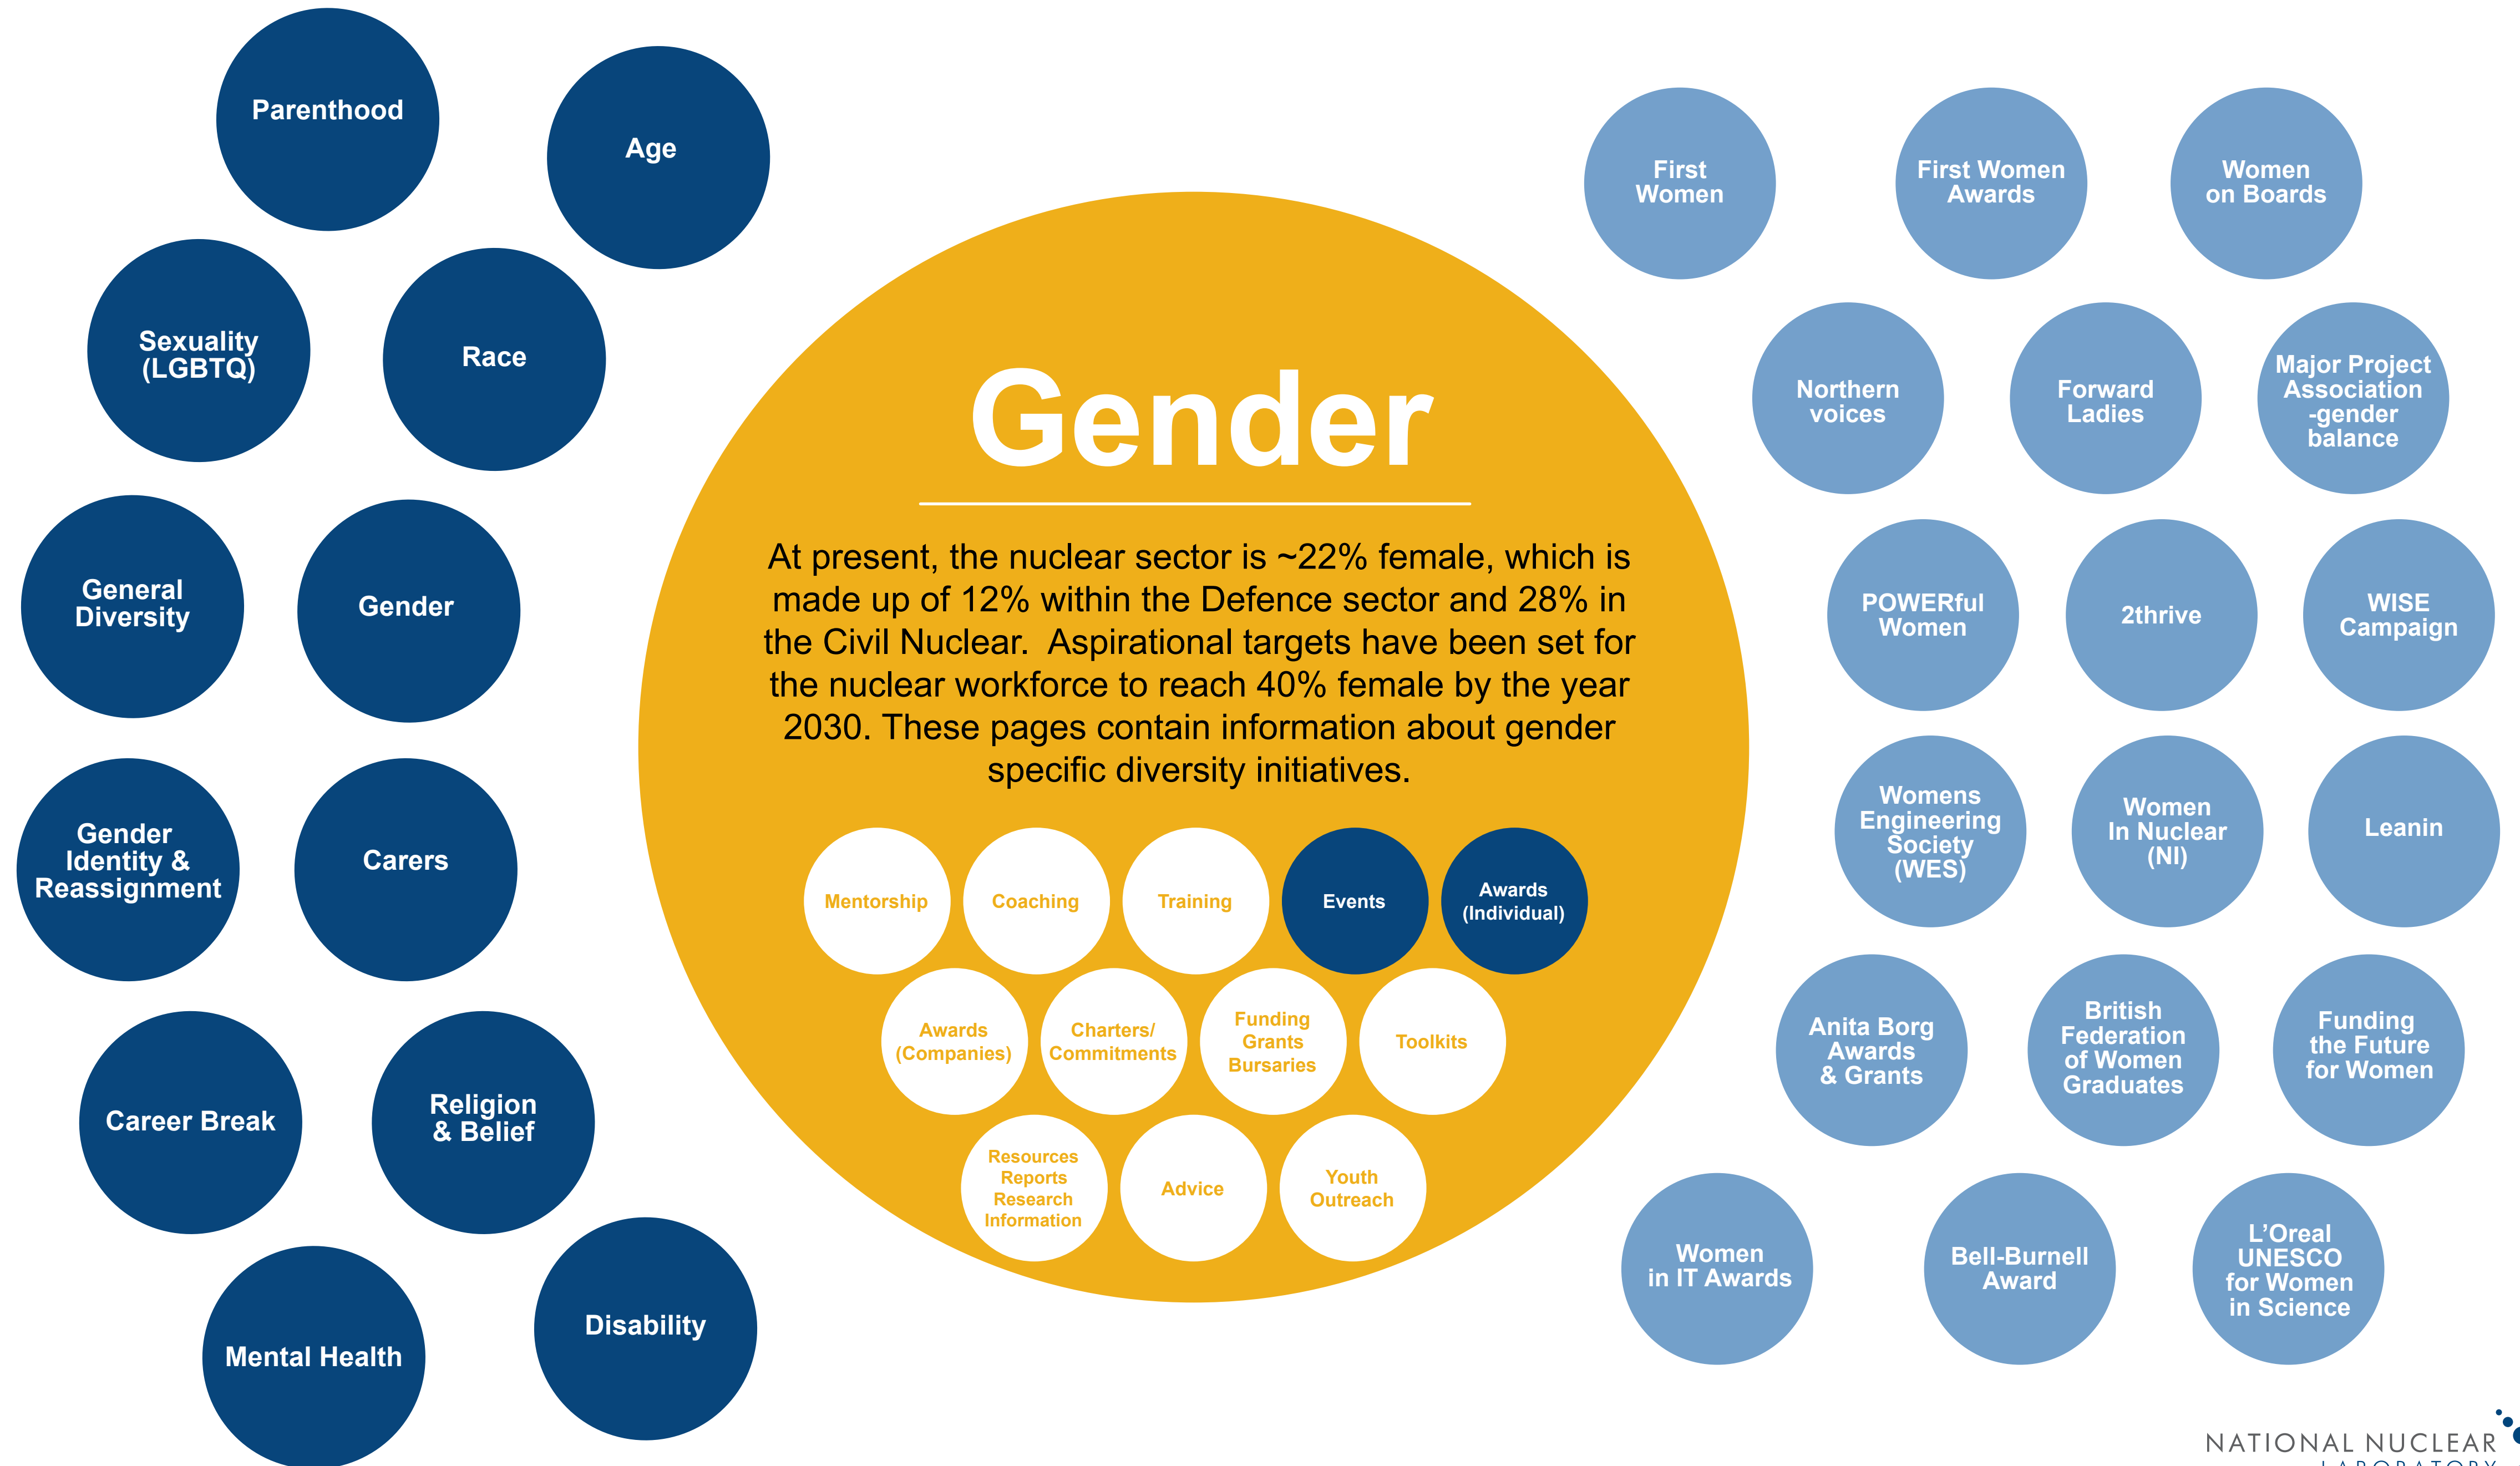 Parenthood
Age
Sexuality
(LGBTQ)
Race
General
Diversity
Gender
Gender
Identity &
Reassignment
Carers
Career Break
Religion
& Belief
Mental Health
Disability
Gender
At present, the nuclear sector is ~22% female, which is
made up of 12% within the Defence sector and 28% in
the Civil Nuclear.  Aspirational targets have been set for
the nuclear workforce to reach 40% female by the year
2030. These pages contain information about gender
specific diversity initiatives.
Mentorship
Coaching
Training
Events
Awards
(Individual)
Awards
(Companies)
Charters/
Commitments
Funding
Grants
Bursaries
Toolkits
Resources
Reports
Research
Information
Advice
Youth
Outreach
First
Women
First Women
Awards
Women
on Boards
Northern
voices
Forward
Ladies
Major Project
Association
-gender
balance
POWERful
Women
2thrive
WISE
Campaign
Womens
Engineering
Society
(WES)
Women
In Nuclear
(NI)
Leanin
Anita Borg
Awards
& Grants
British
Federation
of Women
Graduates
Funding
the Future
for Women
Women
in IT Awards
Bell-Burnell
Award
L'Oreal
UNESCO
for Women
in Science
NATIONAL NUCLEAR
LABORATORY